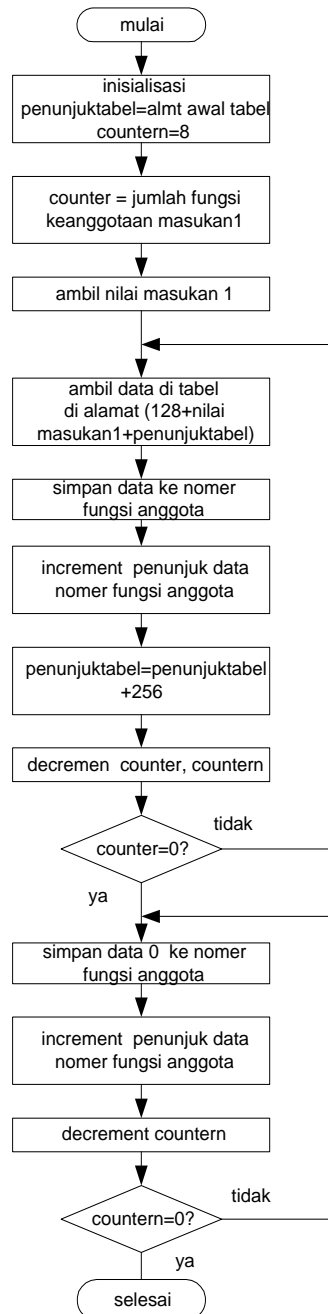 mulai
inisialisasi
penunjuktabel=almt awal tabel
countern=8
counter = jumlah fungsi
keanggotaan masukan1
ambil nilai masukan 1
ambil data di tabel
di alamat (128+nilai
masukan1+penunjuktabel)
simpan data ke nomer
fungsi anggota
increment penunjuk data
nomer fungsi anggota
penunjuktabel=penunjuktabel
+256
decremen counter, countern
counter=0?
tidak
ya
simpan data 0 ke nomer
fungsi anggota
increment penunjuk data
nomer fungsi anggota
decrement countern
countern=0?
tidak
ya
selesai